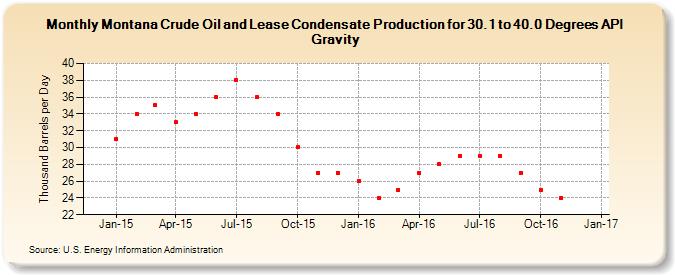 Monthly Montana Crude Oil and Lease Condensate Production for 30.1 to 40.0 Degrees API
Gravity
Thousand Barrels per Day
40
38
36
34
32
30
28
26
24
22
Jan-15 Apr-15 Jul-15 Oct-15 Jan-16 Apr-16 Jul-16 Oct-16 Jan-17
Source: U.S. Energy Information Administration